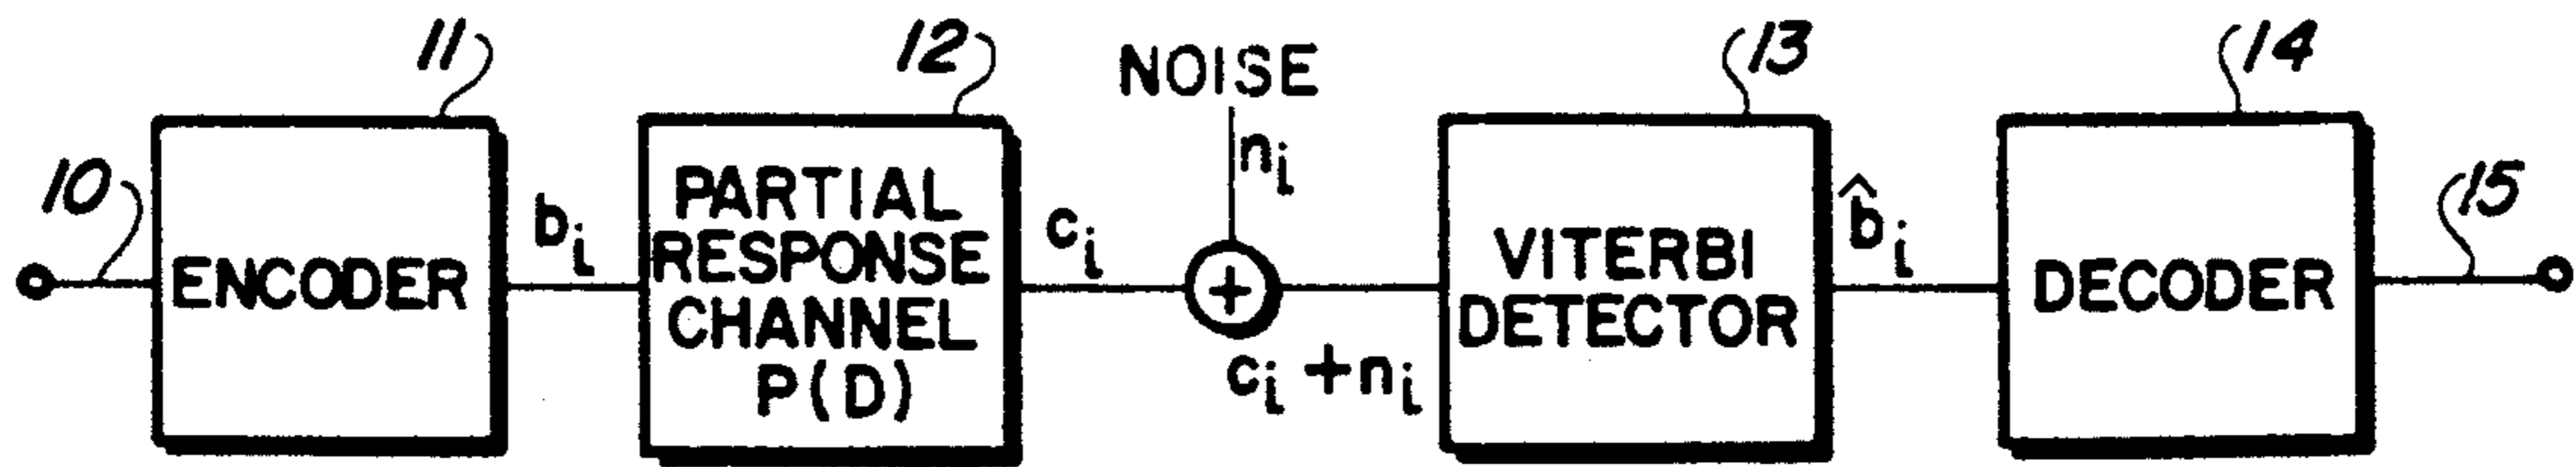 10
11
ENCODER
b_i
12
PARTIAL
RESPONSE
CHANNEL
P(D)
c_i
NOISE
n_i
+
c_i + n_i
13
VITERBI
DETECTOR
b̂_i
14
DECODER
15